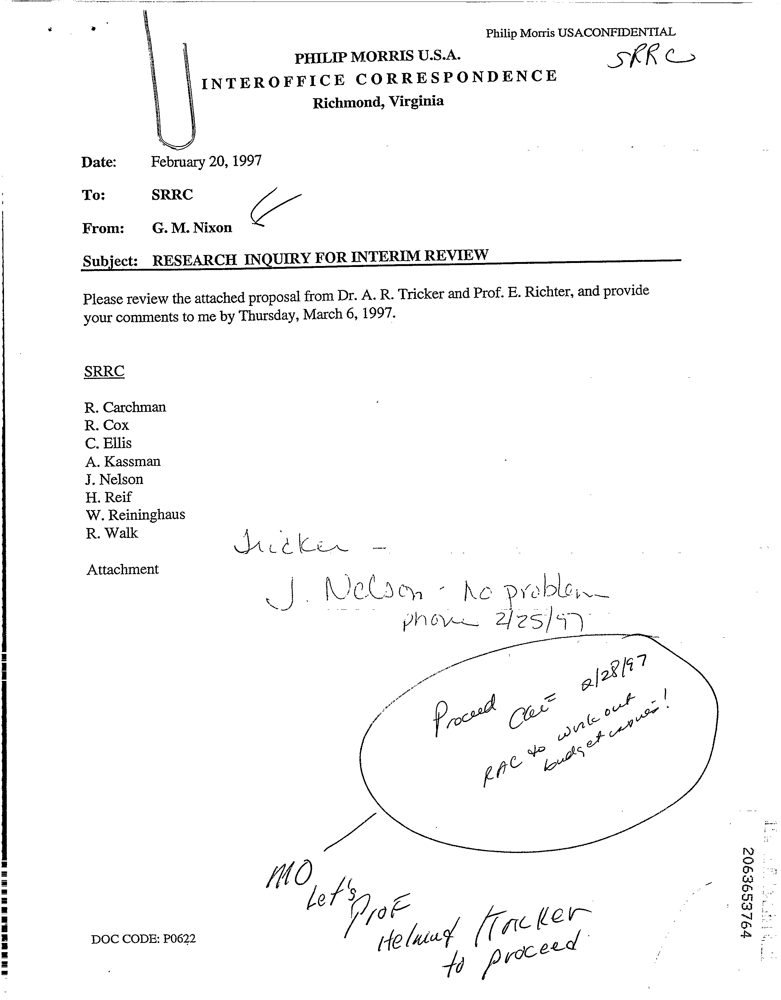 Philip Morris USACONFIDENTIAL
SRRC
PHILIP MORRIS U.S.A.
INTEROFFICE CORRESPONDENCE
Richmond, Virginia
Date: February 20, 1997
To: SRRC
From: G. M. Nixon
Subject: RESEARCH INQUIRY FOR INTERIM REVIEW
Please review the attached proposal from Dr. A. R. Tricker and Prof. E. Richter, and provide
your comments to me by Thursday, March 6, 1997.
SRRC
R. Carchman
R. Cox
C. Ellis
A. Kassman
J. Nelson
H. Reif
W. Reininghaus
R. Walk
Attachment
Tricker -
J. Nelson - no problem
phone 2/25/97
Proceed 2/28/97
RAC to work out
budget issues!
MO
Let's
Prof
Helmut Tricker
to proceed
DOC CODE: P0622
2063653764